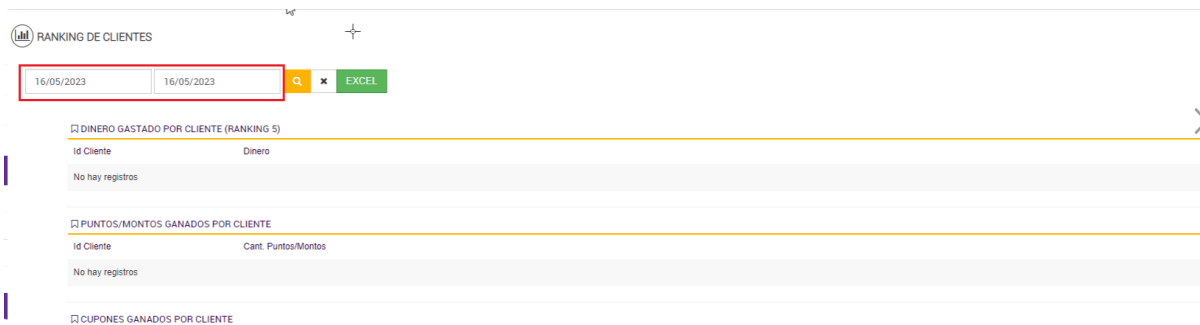 RANKING DE CLIENTES
16/05/2023 16/05/2023 EXCEL
DINERO GASTADO POR CLIENTE (RANKING 5)
Id Cliente Dinero
No hay registros
PUNTOS/MONTOS GANADOS POR CLIENTE
Id Cliente Cant. Puntos/Montos
No hay registros
CUPONES GANADOS POR CLIENTE